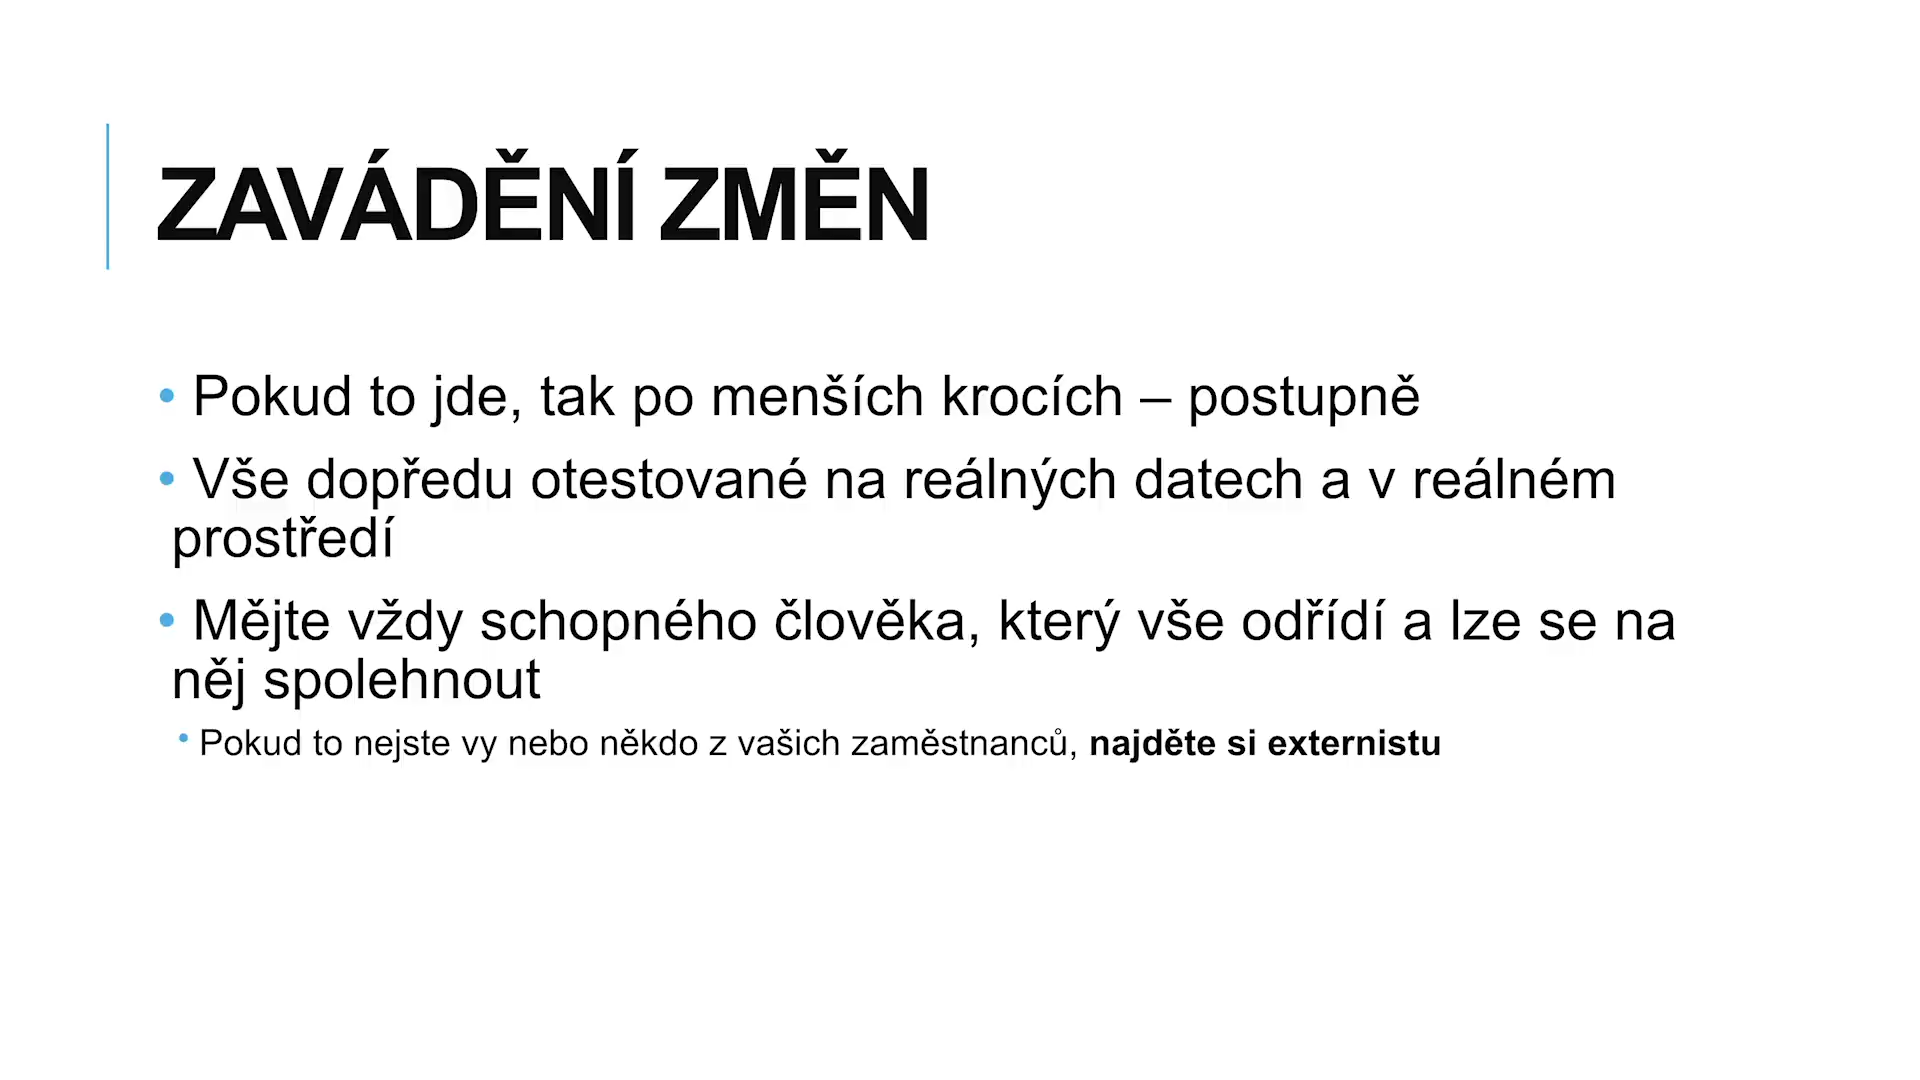 ZAVÁDĚNÍ ZMĚN
• Pokud to jde, tak po menších krocích – postupně
• Vše dopředu otestované na reálných datech a v reálném
prostředí
• Mějte vždy schopného člověka, který vše odřídí a lze se na
něj spolehnout
• Pokud to nejste vy nebo někdo z vašich zaměstnanců, najděte si externistu